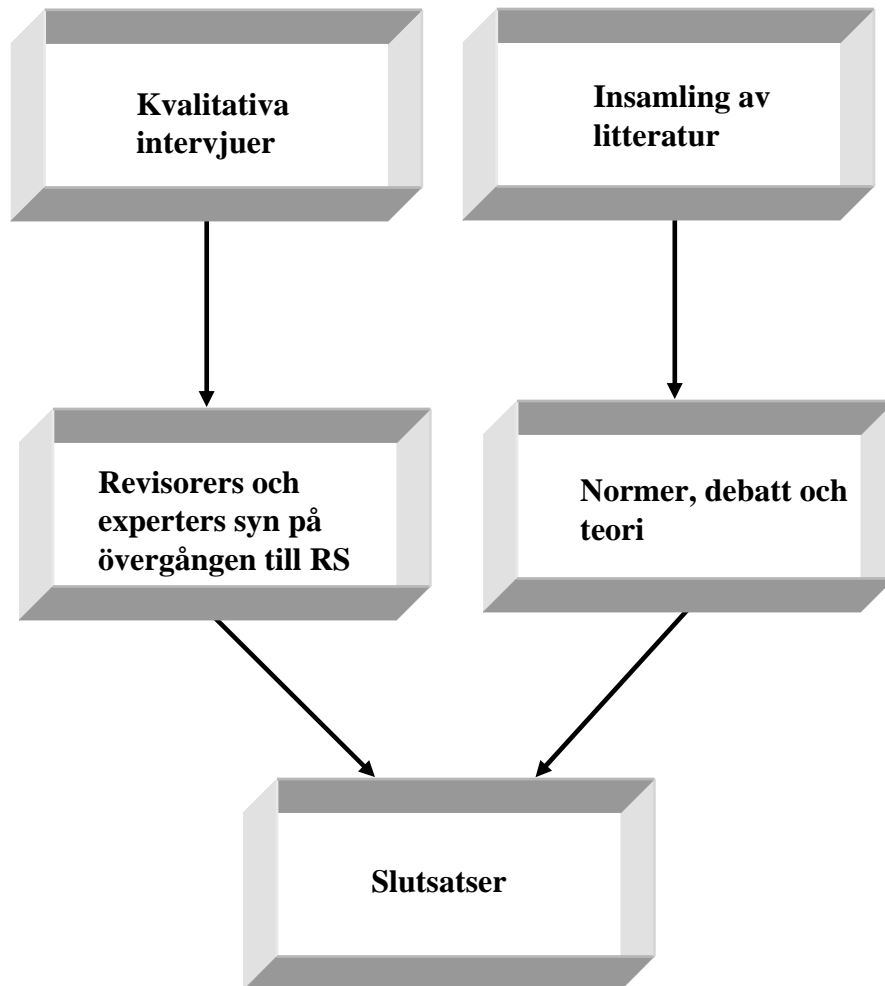 Kvalitativa
intervjuer
Insamling av
litteratur
Revisorers och
experters syn på
övergången till RS
Normer, debatt och
teori
Slutsatser